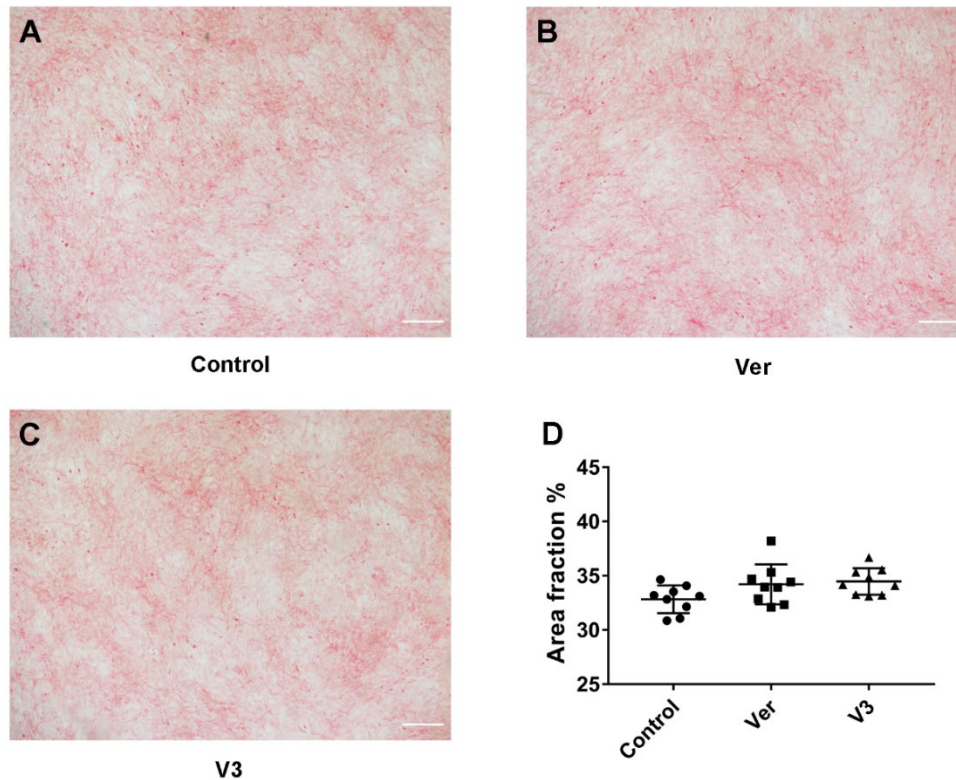 A
B
Control
Ver
C
D
V3
Area fraction %
45
40
35
30
25
Control
Ver
V3